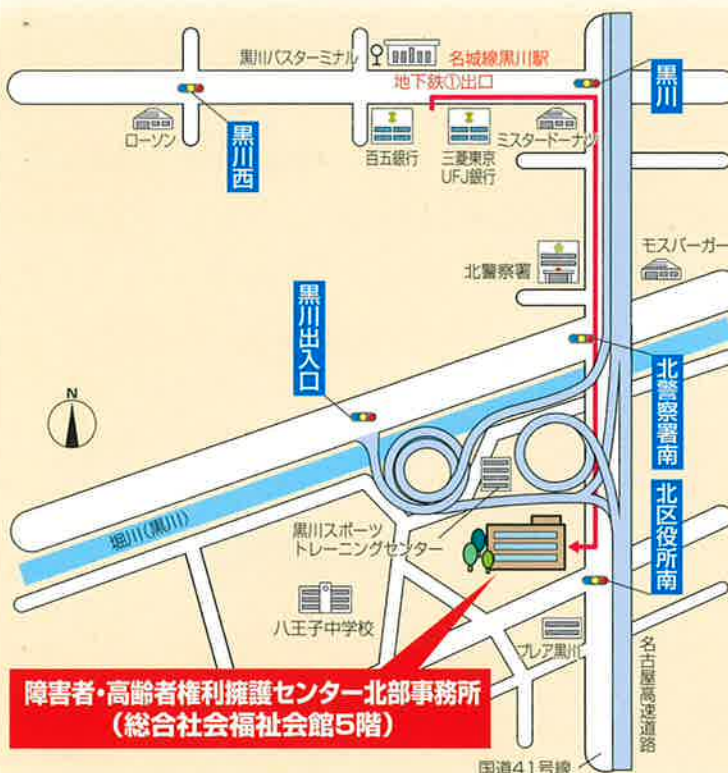 黒川バスターミナル
名城線黒川駅
地下鉄①出口
黒川
ローソン
黒川西
百五銀行
三菱東京
UFJ銀行
ミスタードーナツ
北警察署
モスバーガー
黒川出入口
N
北警察署南
堀川(黒川)
黒川スポーツ
トレーニングセンター
北区役所南
八王子中学校
プレア黒川
名古屋高速道路
障害者・高齢者権利擁護センター北部事務所
(総合社会福祉会館5階)
国道41号線